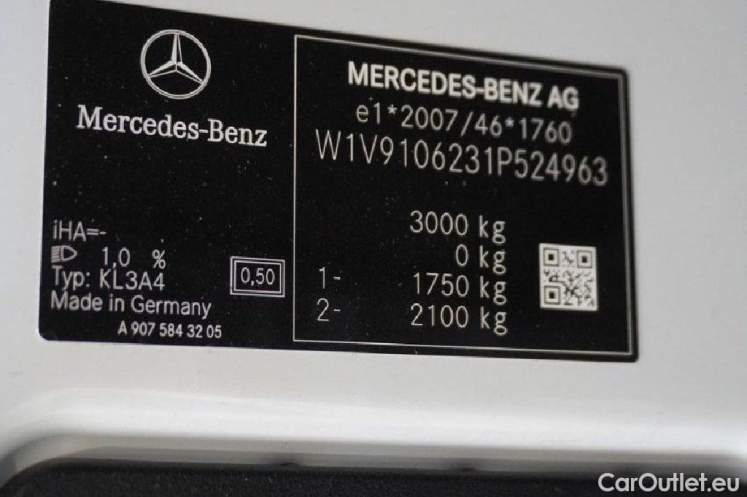 Mercedes-Benz
iHA=-
1,0 %
Typ: KL3A4
0,50
Made in Germany
A 907 584 32 05
MERCEDES-BENZ AG
e1*2007/46*1760
W1V9106231P524963
3000 kg
0 kg
1- 1750 kg
2- 2100 kg
CarOutlet.eu